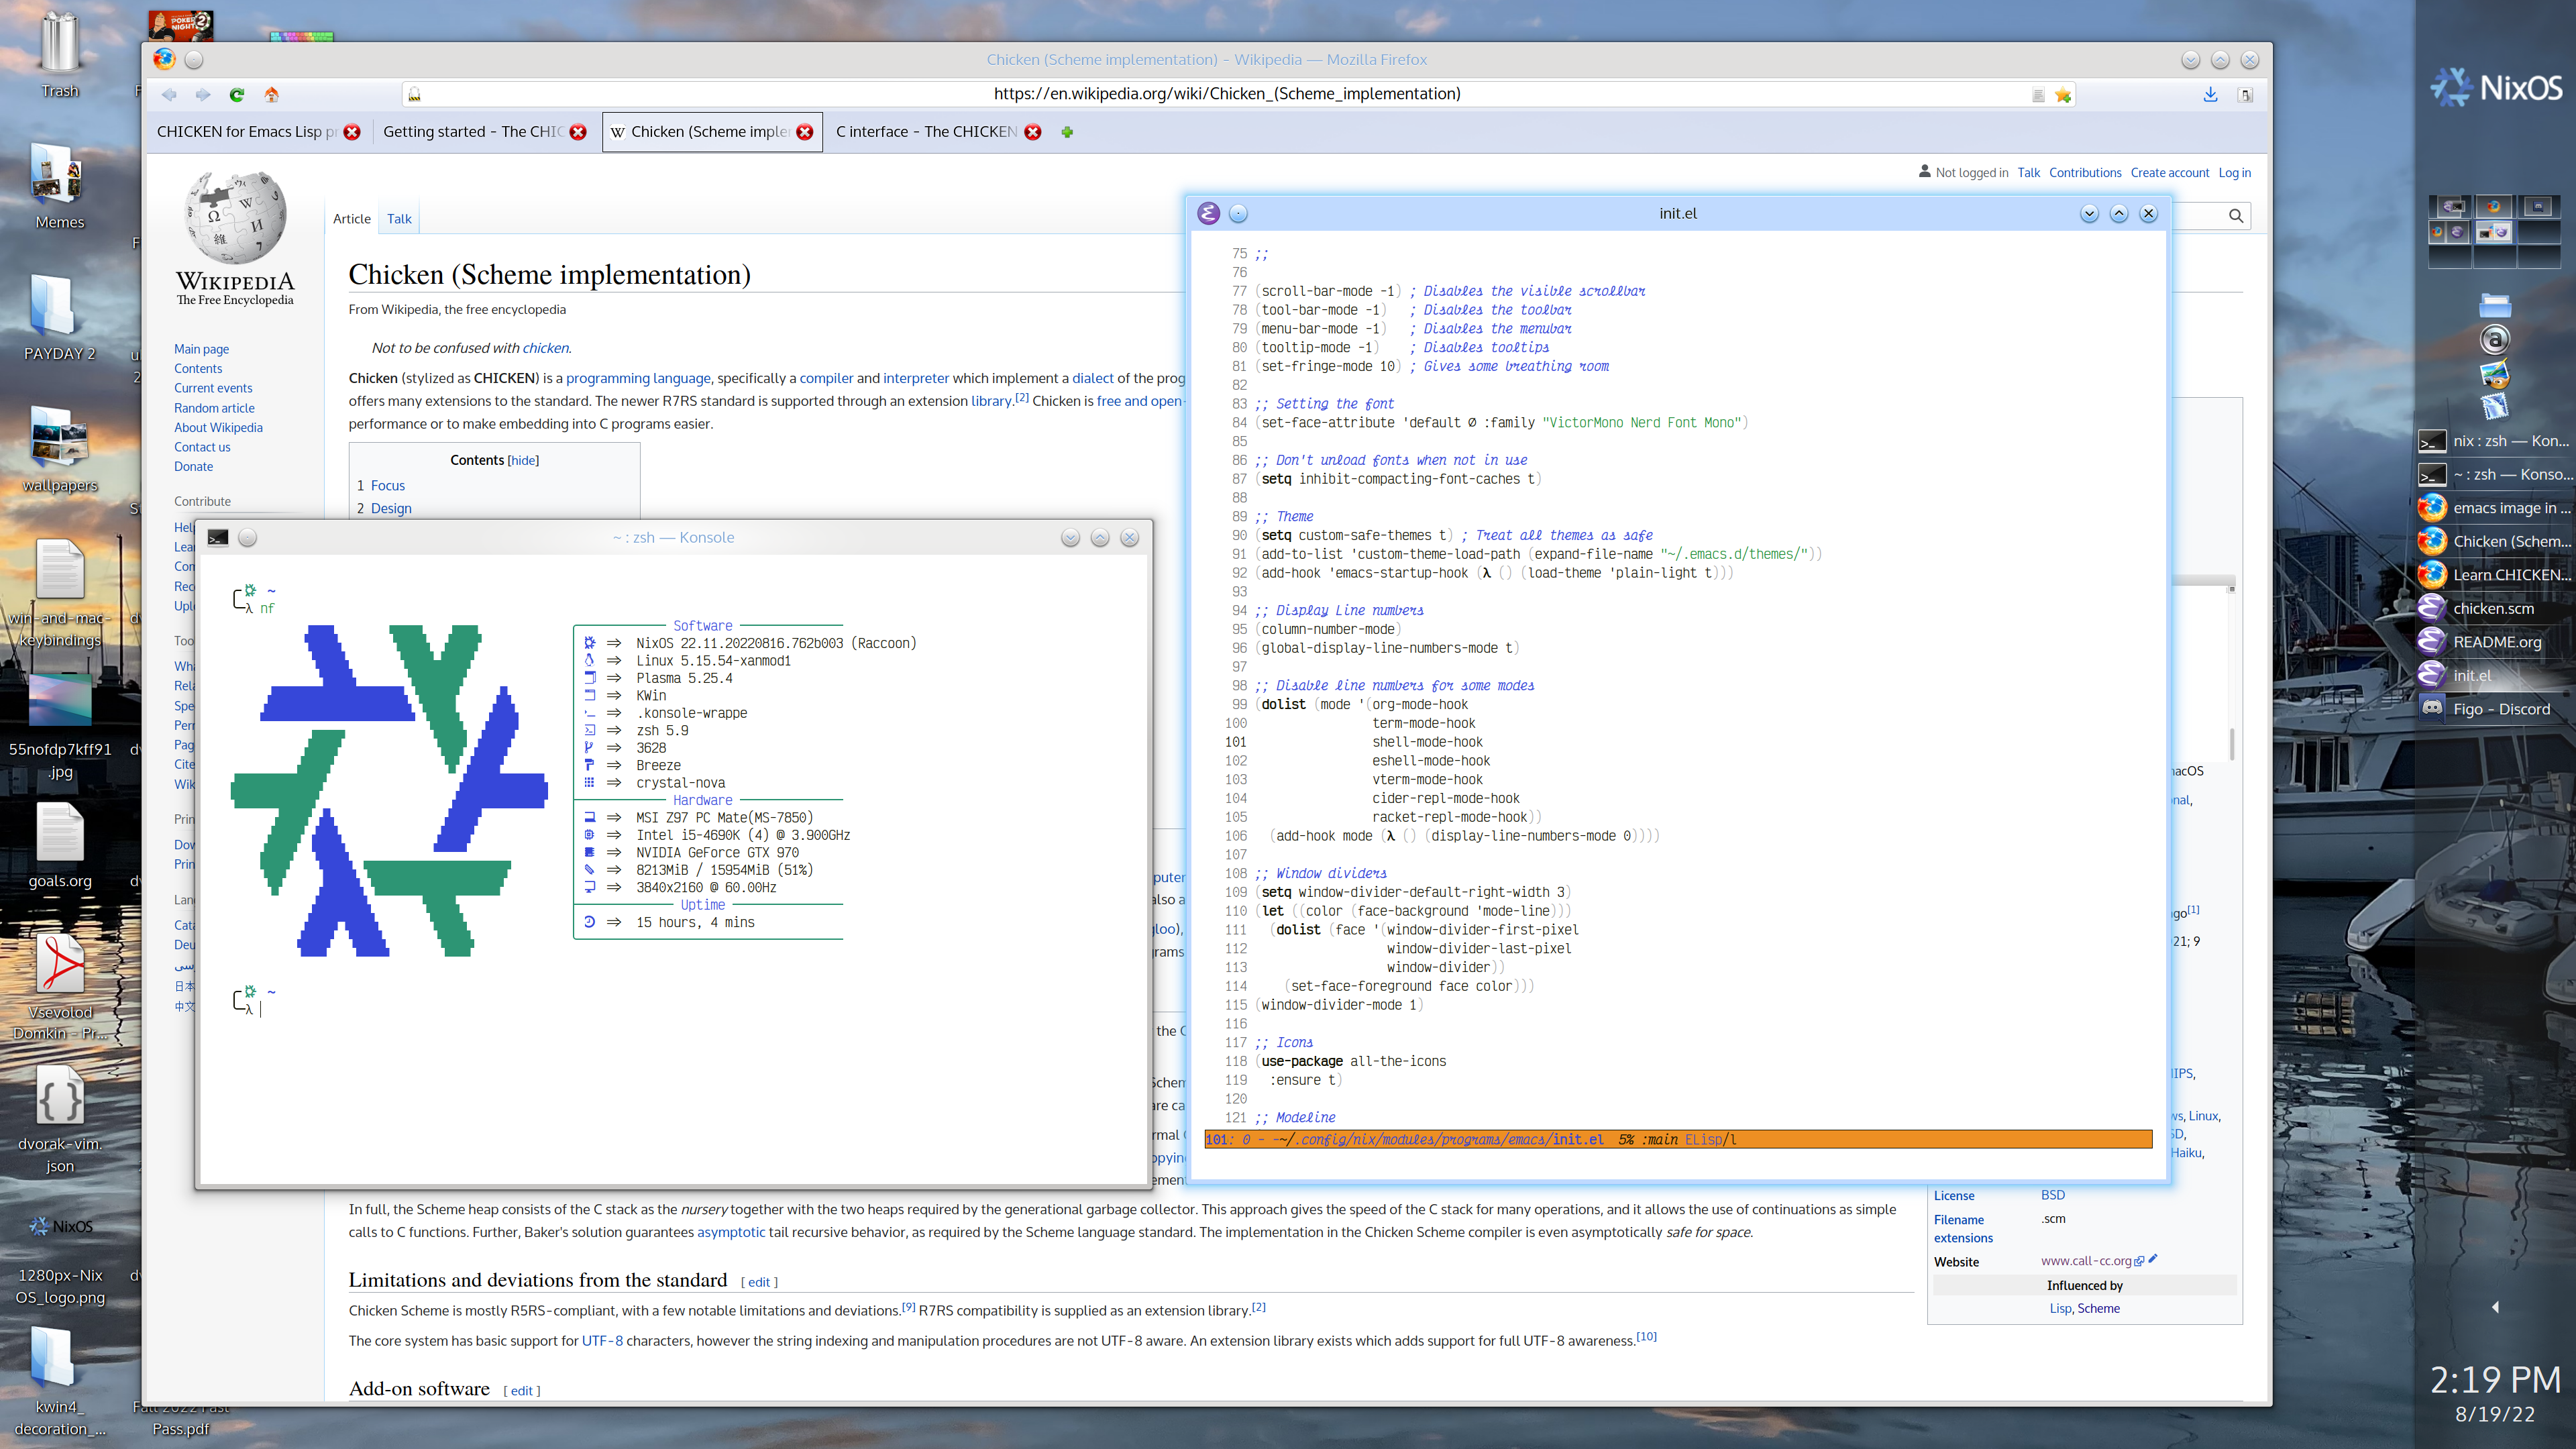 Trash
Memes
PAYDAY 2
wallpapers
win-and-mac-
keybindings
55nofdp7kff91
.jpg
goals.org
Vsevolod
Domkin - Pr...
dvorak-vim.
json
NixOS
1280px-Nix
OS_logo.png
kwin4_
decoration_...
POKER
NIGHT 2
Pass.pdf
Chicken (Scheme implementation) - Wikipedia — Mozilla Firefox
https://en.wikipedia.org/wiki/Chicken_(Scheme_implementation)
CHICKEN for Emacs Lisp pr
Getting started - The CHIC
Chicken (Scheme imple
C interface - The CHICKEN
Not logged in Talk Contributions Create account Log in
WIKIPEDIA
The Free Encyclopedia
Article Talk
Main page
Contents
Current events
Random article
About Wikipedia
Contact us
Donate
Contribute
Chicken (Scheme implementation)
From Wikipedia, the free encyclopedia
Not to be confused with chicken.
Chicken (stylized as CHICKEN) is a programming language, specifically a compiler and interpreter which implement a dialect of the prog
offers many extensions to the standard. The newer R7RS standard is supported through an extension library.[2] Chicken is free and open-
performance or to make embedding into C programs easier.
Contents [hide]
1 Focus
2 Design
~ : zsh — Konsole
~
λ nf
Software
⇒ NixOS 22.11.20220816.762b003 (Raccoon)
⇒ Linux 5.15.54-xanmod1
⇒ Plasma 5.25.4
⇒ KWin
⇒ .konsole-wrappe
⇒ zsh 5.9
⇒ 3628
⇒ Breeze
⇒ crystal-nova
Hardware
⇒ MSI Z97 PC Mate(MS-7850)
⇒ Intel i5-4690K (4) @ 3.900GHz
⇒ NVIDIA GeForce GTX 970
⇒ 8213MiB / 15954MiB (51%)
⇒ 3840x2160 @ 60.00Hz
Uptime
⇒ 15 hours, 4 mins
~
λ
init.el
75 ;;
76
77 (scroll-bar-mode -1) ; Disables the visible scrollbar
78 (tool-bar-mode -1) ; Disables the toolbar
79 (menu-bar-mode -1) ; Disables the menubar
80 (tooltip-mode -1) ; Disables tooltips
81 (set-fringe-mode 10) ; Gives some breathing room
82
83 ;; Setting the font
84 (set-face-attribute 'default ∅ :family "VictorMono Nerd Font Mono")
85
86 ;; Don't unload fonts when not in use
87 (setq inhibit-compacting-font-caches t)
88
89 ;; Theme
90 (setq custom-safe-themes t) ; Treat all themes as safe
91 (add-to-list 'custom-theme-load-path (expand-file-name "~/.emacs.d/themes/"))
92 (add-hook 'emacs-startup-hook (λ () (load-theme 'plain-light t)))
93
94 ;; Display Line numbers
95 (column-number-mode)
96 (global-display-line-numbers-mode t)
97
98 ;; Disable line numbers for some modes
99 (dolist (mode '(org-mode-hook
100 term-mode-hook
101 shell-mode-hook
102 eshell-mode-hook
103 vterm-mode-hook
104 cider-repl-mode-hook
105 racket-repl-mode-hook))
106 (add-hook mode (λ () (display-line-numbers-mode 0))))
107
108 ;; Window dividers
109 (setq window-divider-default-right-width 3)
110 (let ((color (face-background 'mode-line)))
111 (dolist (face '(window-divider-first-pixel
112 window-divider-last-pixel
113 window-divider))
114 (set-face-foreground face color)))
115 (window-divider-mode 1)
116
117 ;; Icons
118 (use-package all-the-icons
119 :ensure t)
120
121 ;; Modeline
101: 0 - -~/.config/nix/modules/programs/emacs/init.el 5% :main ELisp/l
In full, the Scheme heap consists of the C stack as the nursery together with the two heaps required by the generational garbage collector. This approach gives the speed of the C stack for many operations, and it allows the use of continuations as simple
calls to C functions. Further, Baker's solution guarantees asymptotic tail recursive behavior, as required by the Scheme language standard. The implementation in the Chicken Scheme compiler is even asymptotically safe for space.
Limitations and deviations from the standard [ edit ]
Chicken Scheme is mostly R5RS-compliant, with a few notable limitations and deviations.[9] R7RS compatibility is supplied as an extension library.[2]
The core system has basic support for UTF-8 characters, however the string indexing and manipulation procedures are not UTF-8 aware. An extension library exists which adds support for full UTF-8 awareness.[10]
Add-on software [ edit ]
Linux,
Haiku,
License BSD
Filename .scm
extensions
Website www.call-cc.org
Influenced by
Lisp, Scheme
NixOS
nix : zsh — Kon...
~ : zsh — Konso...
emacs image in ...
Chicken (Schem...
Learn CHICKEN...
chicken.scm
README.org
init.el
Figo - Discord
2:19 PM
8/19/22